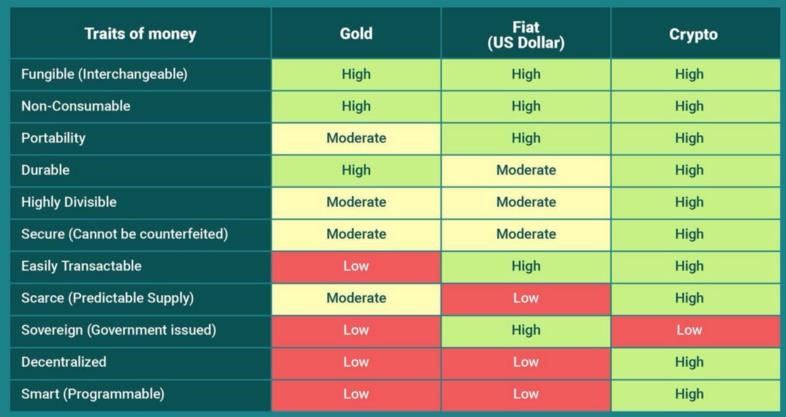 Traits of money Gold Fiat (US Dollar) Crypto
Fungible (Interchangeable) High High High
Non-Consumable High High High
Portability Moderate High High
Durable High Moderate High
Highly Divisible Moderate Moderate High
Secure (Cannot be counterfeited) Moderate Moderate High
Easily Transactable Low High High
Scarce (Predictable Supply) Moderate Low High
Sovereign (Government issued) Low High Low
Decentralized Low Low High
Smart (Programmable) Low Low High